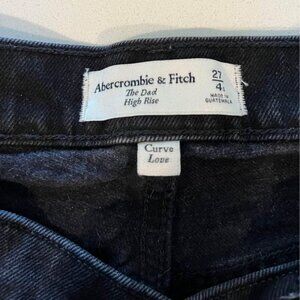 Abercrombie & Fitch
The Dad
High Rise
27
4
MADE IN
GUATEMALA
Curve
Love